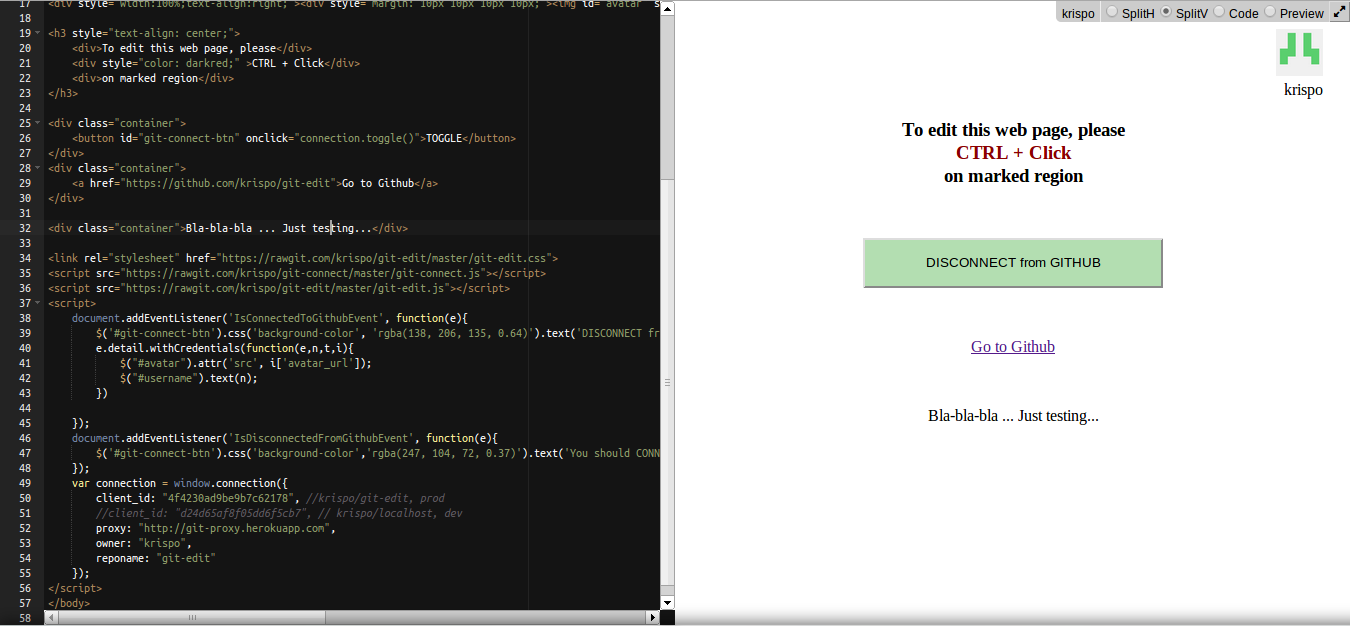 17 <div style="width:100%;text-align:right;"><div style="margin: 10px 10px 10px 10px;"><img id="avatar" s
18
19 <h3 style="text-align: center;">
20     <div>To edit this web page, please</div>
21     <div style="color: darkred;" >CTRL + Click</div>
22     <div>on marked region</div>
23 </h3>
24
25 <div class="container">
26     <button id="git-connect-btn" onclick="connection.toggle()">TOGGLE</button>
27 </div>
28 <div class="container">
29     <a href="https://github.com/krispo/git-edit">Go to Github</a>
30 </div>
31
32 <div class="container">Bla-bla-bla ... Just testing...</div>
33
34 <link rel="stylesheet" href="https://rawgit.com/krispo/git-edit/master/git-edit.css">
35 <script src="https://rawgit.com/krispo/git-connect/master/git-connect.js"></script>
36 <script src="https://rawgit.com/krispo/git-edit/master/git-edit.js"></script>
37 <script>
38     document.addEventListener('IsConnectedToGithubEvent', function(e){
39         $('#git-connect-btn').css('background-color', 'rgba(138, 206, 135, 0.64)').text('DISCONNECT fr
40         e.detail.withCredentials(function(e,n,t,i){
41             $("#avatar").attr('src', i['avatar_url']);
42             $("#username").text(n);
43         })
44
45     });
46     document.addEventListener('IsDisconnectedFromGithubEvent', function(e){
47         $('#git-connect-btn').css('background-color','rgba(247, 104, 72, 0.37)').text('You should CONN
48     });
49     var connection = window.connection({
50         client_id: "4f4230ad9be9b7c62178", //krispo/git-edit, prod
51         //client_id: "d24d65af8f05dd6f5cb7", // krispo/localhost, dev
52         proxy: "http://git-proxy.herokuapp.com",
53         owner: "krispo",
54         reponame: "git-edit"
55     });
56 </script>
57 </body>
58
krispo SplitH SplitV Code Preview
krispo
To edit this web page, please
CTRL + Click
on marked region
DISCONNECT from GITHUB
Go to Github
Bla-bla-bla ... Just testing...